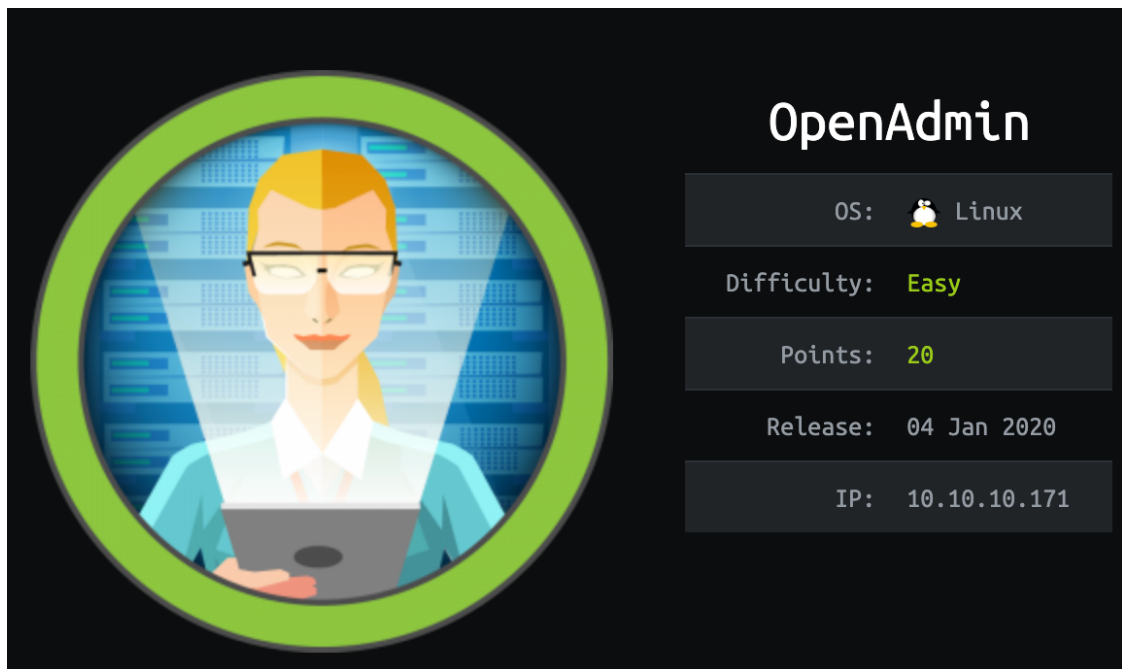 OpenAdmin
OS: Linux
Difficulty: Easy
Points: 20
Release: 04 Jan 2020
IP: 10.10.10.171